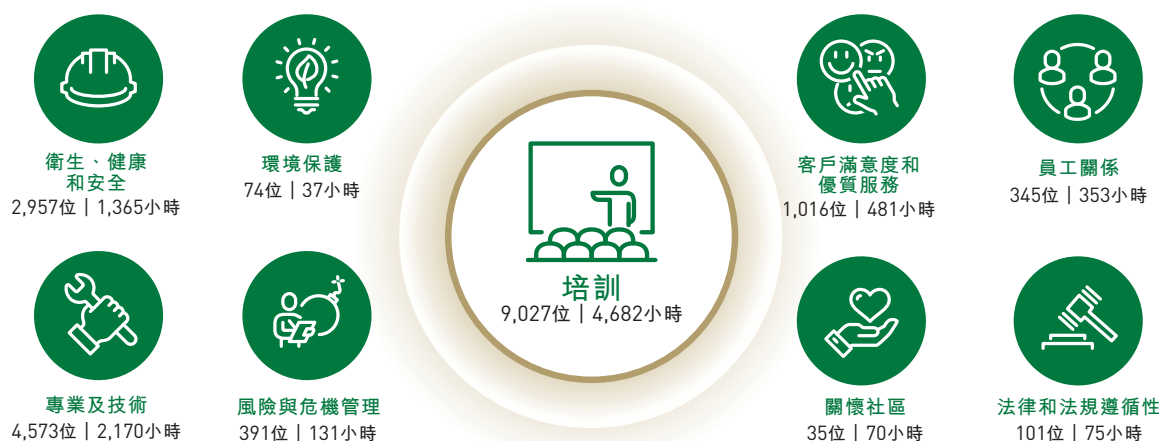 衛生、健康
和安全
2,957位 | 1,365小時
環境保護
74位 | 37小時
專業及技術
4,573位 | 2,170小時
風險與危機管理
391位 | 131小時
培訓
9,027位 | 4,682小時
客戶滿意度和
優質服務
1,016位 | 481小時
員工關係
345位 | 353小時
關懷社區
35位 | 70小時
法律和法規遵循性
101位 | 75小時